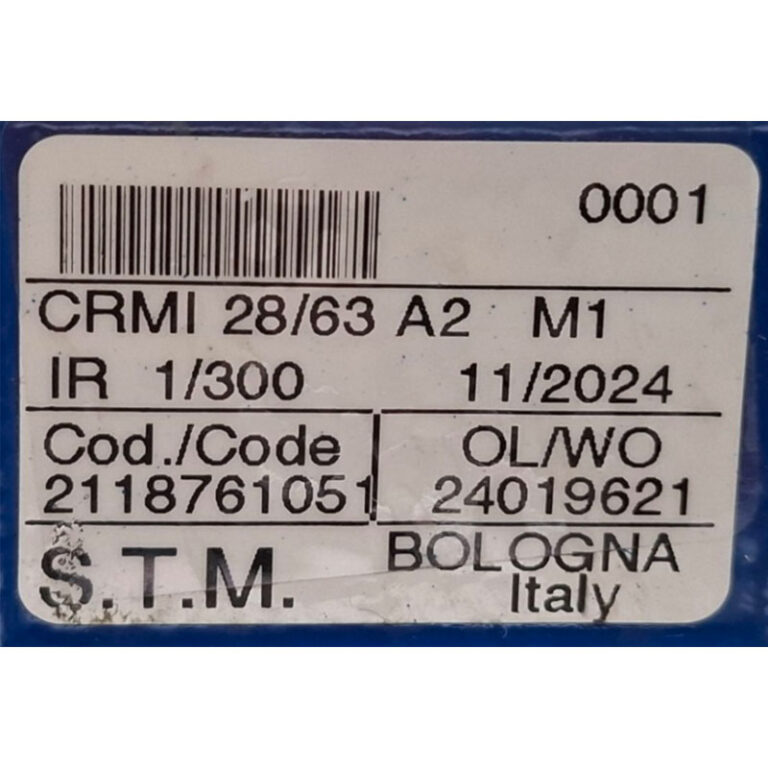 0001
CRMI 28/63 A2 M1
IR 1/300 11/2024
Cod./Code OL/WO
2118761051 24019621
S.T.M. BOLOGNA
Italy